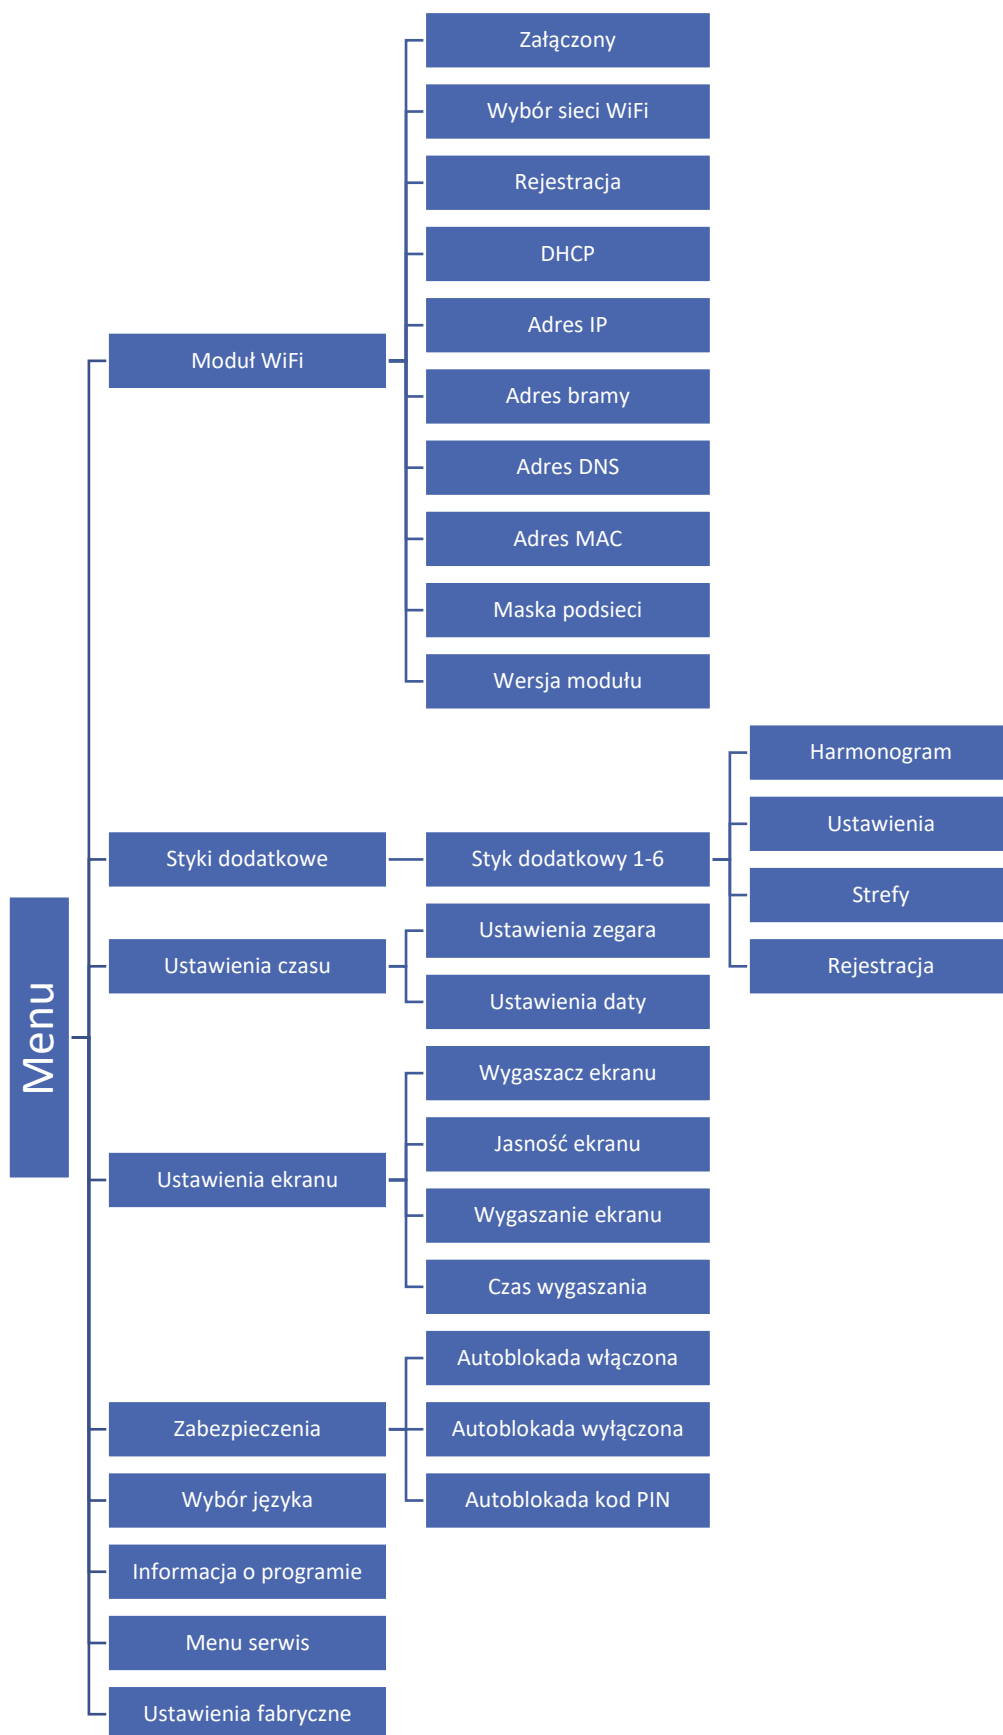 Menu
Moduł WiFi
Załączony
Wybór sieci WiFi
Rejestracja
DHCP
Adres IP
Adres bramy
Adres DNS
Adres MAC
Maska podsieci
Wersja modułu
Styki dodatkowe
Styk dodatkowy 1-6
Harmonogram
Ustawienia
Strefy
Rejestracja
Ustawienia czasu
Ustawienia zegara
Ustawienia daty
Ustawienia ekranu
Wygaszacz ekranu
Jasność ekranu
Wygaszanie ekranu
Czas wygaszania
Zabezpieczenia
Autoblokada włączona
Autoblokada wyłączona
Autoblokada kod PIN
Wybór języka
Informacja o programie
Menu serwis
Ustawienia fabryczne